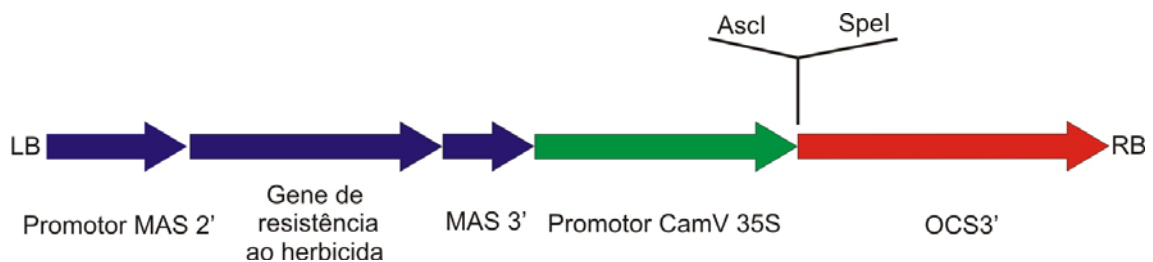 AscI SpeI
LB RB
Promotor MAS 2’
Gene de
resistência
ao herbicida
MAS 3’
Promotor CamV 35S
OCS3’